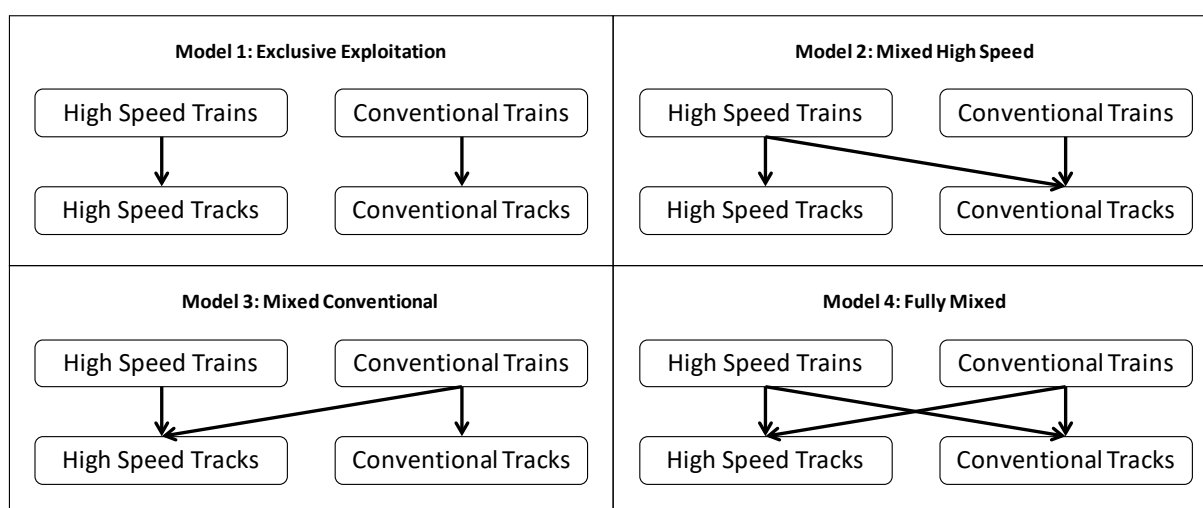 Model 1: Exclusive Exploitation
High Speed Trains
Conventional Trains
High Speed Tracks
Conventional Tracks
Model 2: Mixed High Speed
High Speed Trains
Conventional Trains
High Speed Tracks
Conventional Tracks
Model 3: Mixed Conventional
High Speed Trains
Conventional Trains
High Speed Tracks
Conventional Tracks
Model 4: Fully Mixed
High Speed Trains
Conventional Trains
High Speed Tracks
Conventional Tracks